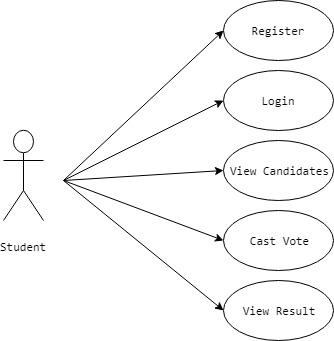 Register
Login
View Candidates
Student
Cast Vote
View Result